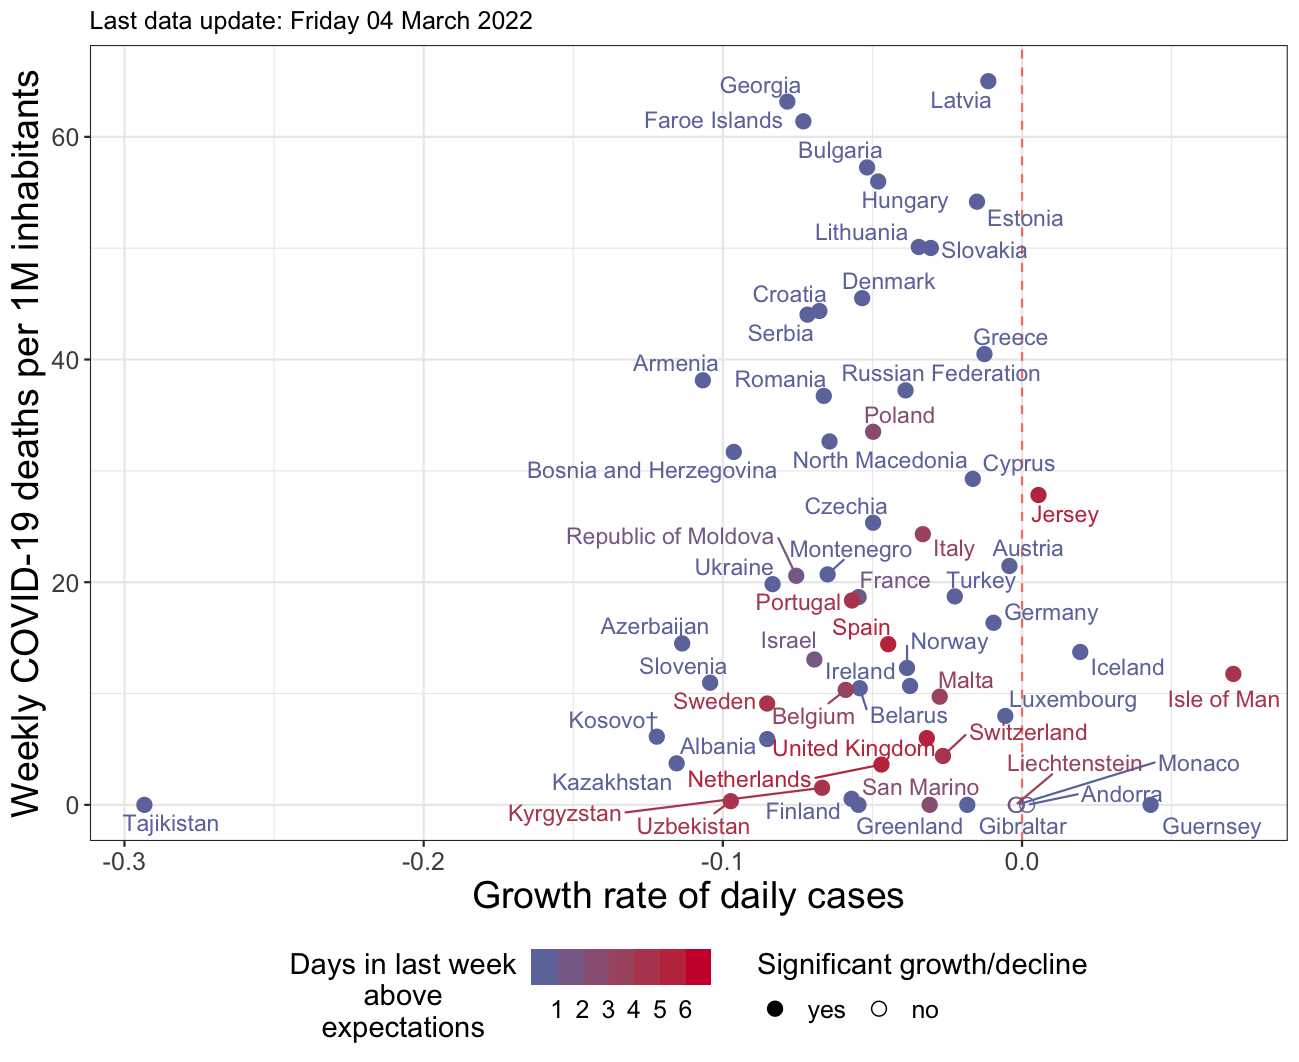 Last data update: Friday 04 March 2022
Weekly COVID-19 deaths per 1M inhabitants
60
40
20
0
Georgia
Latvia
Faroe Islands
Bulgaria
Hungary
Estonia
Lithuania
Slovakia
Denmark
Croatia
Serbia
Greece
Armenia
Romania
Russian Federation
Poland
North Macedonia
Cyprus
Bosnia and Herzegovina
Jersey
Czechia
Republic of Moldova
Montenegro
Italy
Austria
Ukraine
France
Turkey
Portugal
Germany
Azerbaijan
Spain
Israel
Norway
Slovenia
Ireland
Iceland
Malta
Sweden
Belgium
Belarus
Luxembourg
Isle of Man
Kosovo†
Albania
United Kingdom
Switzerland
Kazakhstan
Netherlands
Liechtenstein
Monaco
San Marino
Andorra
Kyrgyzstan
Uzbekistan
Finland
Greenland
Gibraltar
Guernsey
Tajikistan
-0.3
-0.2
-0.1
0.0
Growth rate of daily cases
Days in last week
above
expectations
1 2 3 4 5 6
Significant growth/decline
yes
no